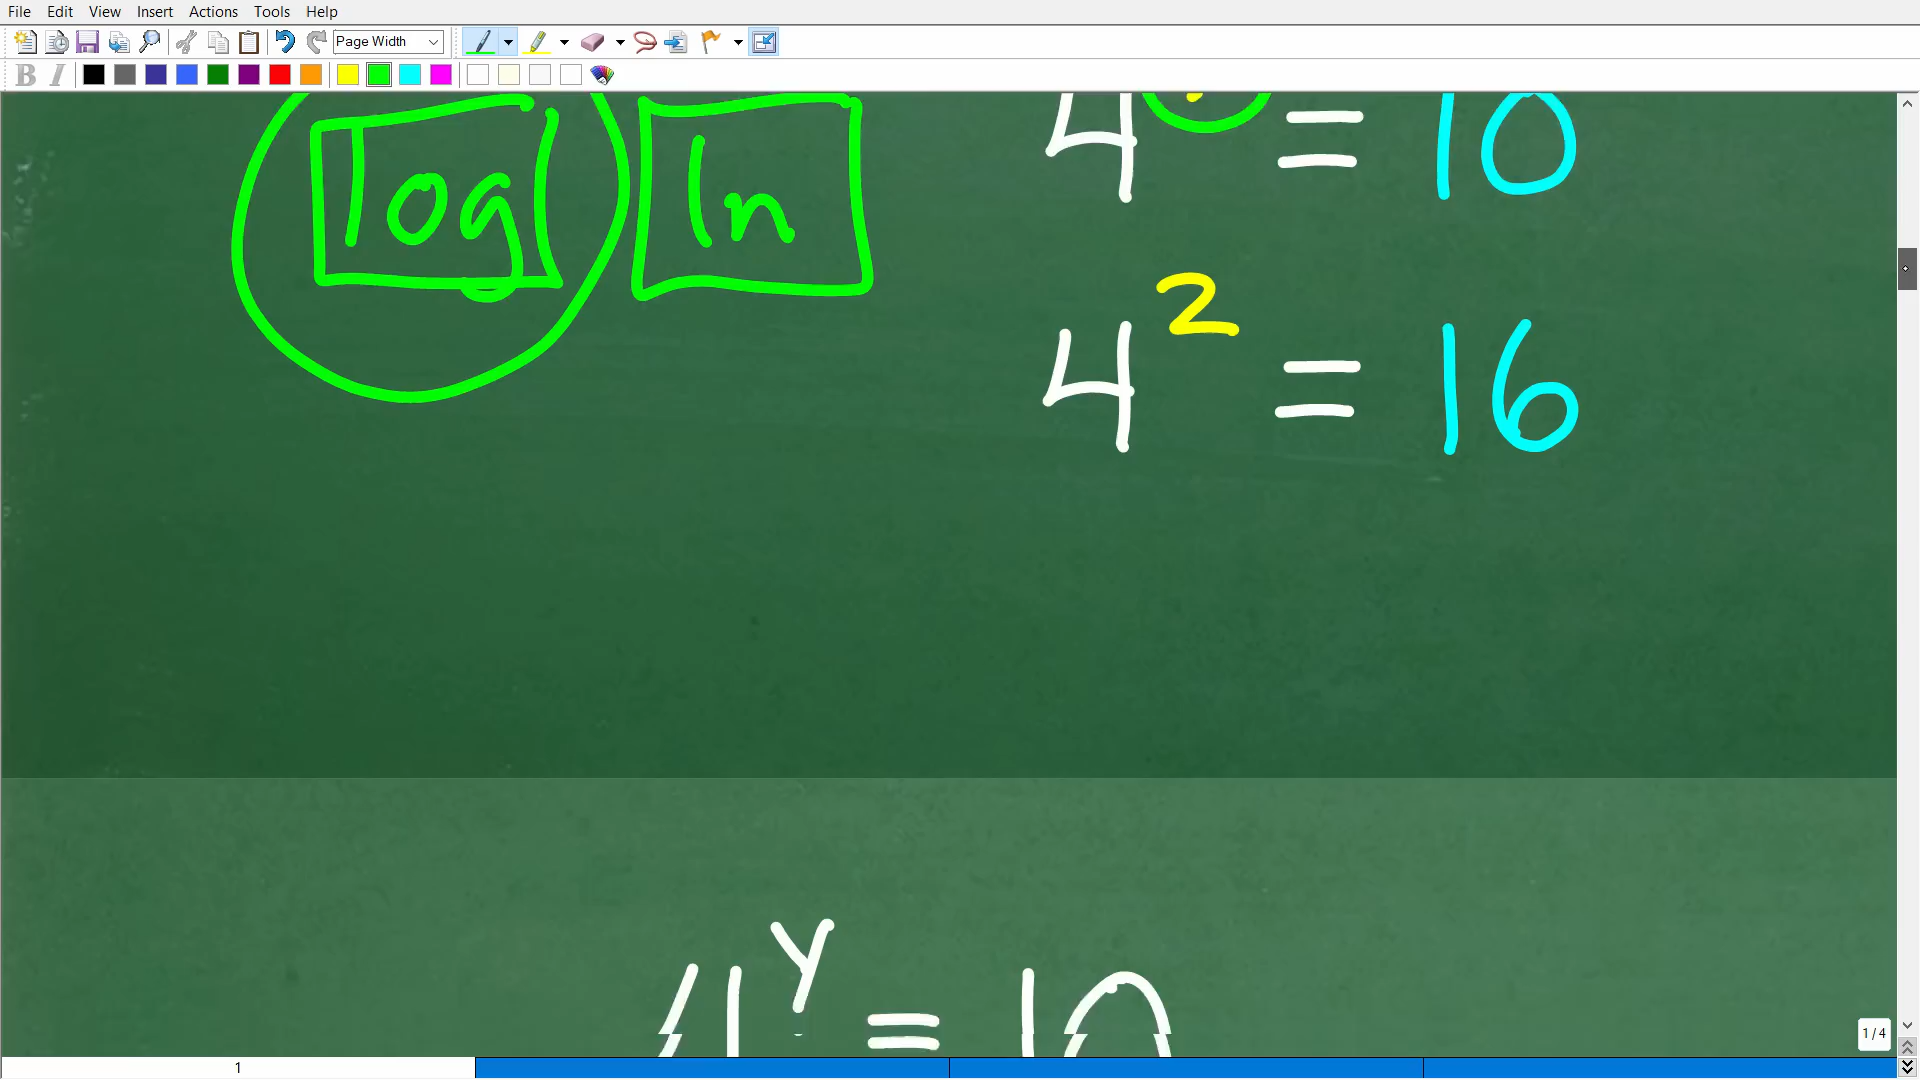 File Edit View Insert Actions Tools Help
Page Width
B I
log ln
4 = 10
4² = 16
4^y = 10
1/4
1